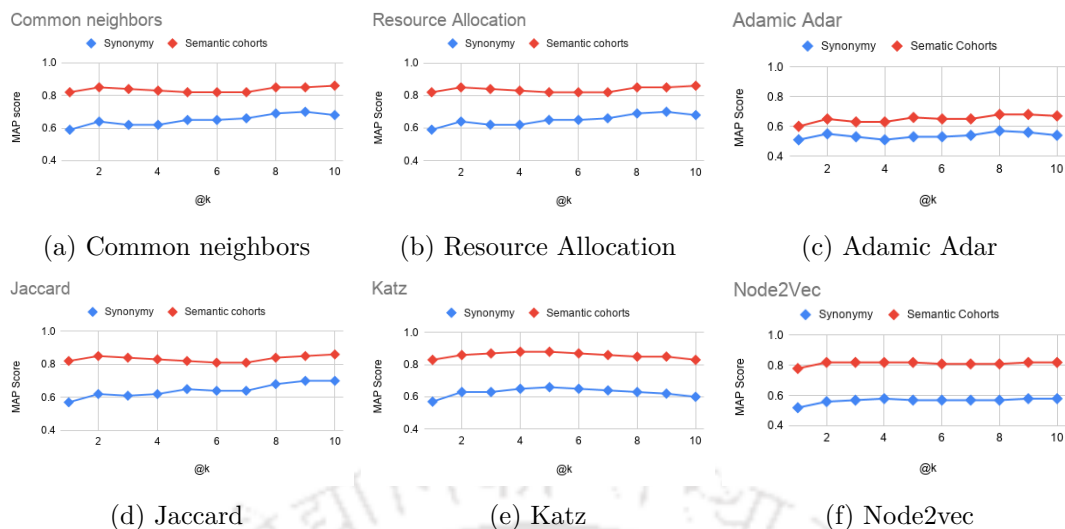 Common neighbors
Synonymy Semantic cohorts
1.0
0.8
0.6
0.4
MAP score
2 4 6 8 10
@k
(a) Common neighbors
Resource Allocation
Synonymy Semantic cohorts
1.0
0.8
0.6
0.4
MAP score
2 4 6 8 10
@k
(b) Resource Allocation
Adamic Adar
Synonymy Sematic Cohorts
1.0
0.8
0.6
0.4
MAP Score
2 4 6 8 10
@k
(c) Adamic Adar
Jaccard
Synonymy Semantic cohorts
1.0
0.8
0.6
0.4
MAP Score
2 4 6 8 10
@k
(d) Jaccard
Katz
Synonymy Semantic cohorts
1.0
0.8
0.6
0.4
MAP Score
2 4 6 8 10
@k
(e) Katz
Node2Vec
Synonymy Semantic Cohorts
1.0
0.8
0.6
0.4
MAP Score
2 4 6 8 10
@k
(f) Node2vec